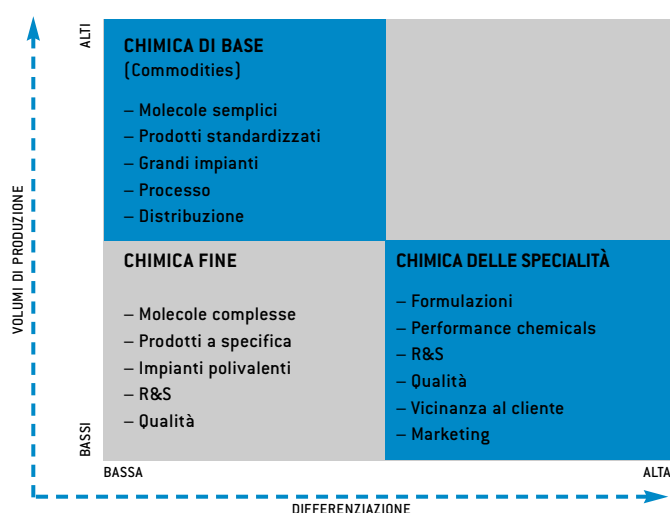 ALTI
CHIMICA DI BASE
(Commodities)
– Molecole semplici
– Prodotti standardizzati
– Grandi impianti
– Processo
– Distribuzione
VOLUMI DI PRODUZIONE
CHIMICA FINE
– Molecole complesse
– Prodotti a specifica
– Impianti polivalenti
– R&S
– Qualità
CHIMICA DELLE SPECIALITÀ
– Formulazioni
– Performance chemicals
– R&S
– Qualità
– Vicinanza al cliente
– Marketing
BASSI
BASSA
ALTA
DIFFERENZIAZIONE